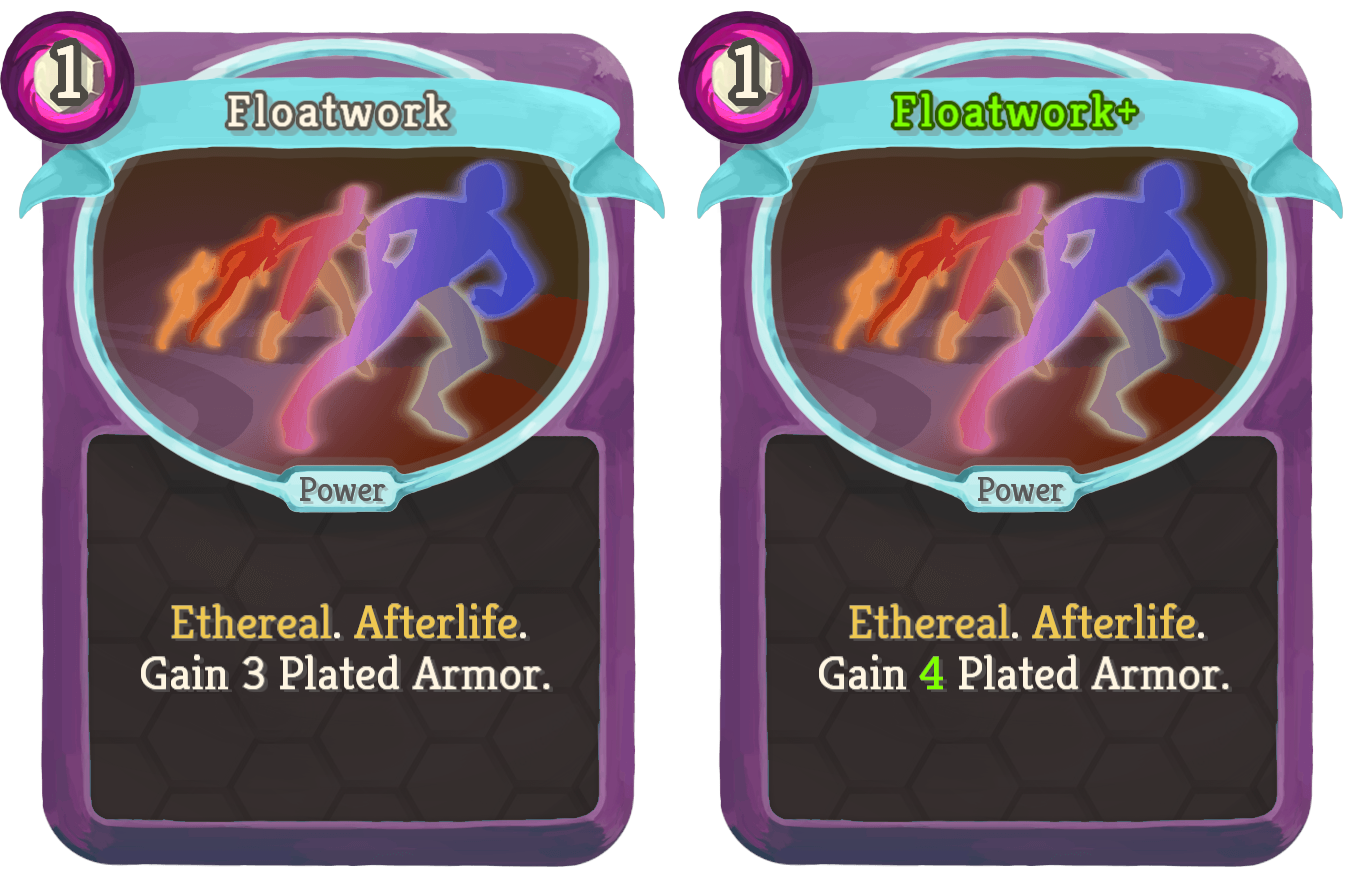 1
Floatwork
Power
Ethereal. Afterlife.
Gain 3 Plated Armor.
1
Floatwork+
Power
Ethereal. Afterlife.
Gain 4 Plated Armor.